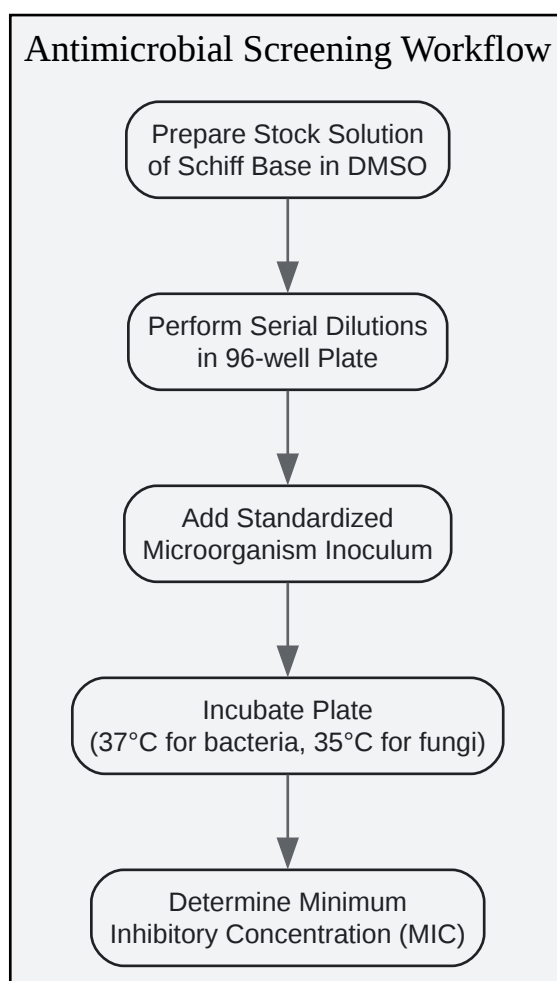 Antimicrobial Screening Workflow
Prepare Stock Solution
of Schiff Base in DMSO
Perform Serial Dilutions
in 96-well Plate
Add Standardized
Microorganism Inoculum
Incubate Plate
(37°C for bacteria, 35°C for fungi)
Determine Minimum
Inhibitory Concentration (MIC)